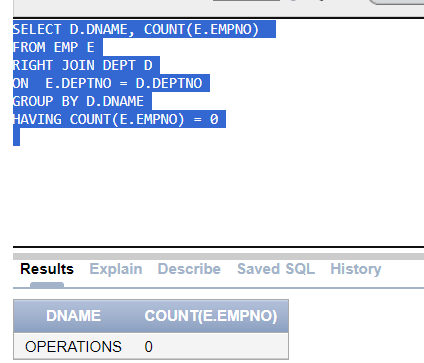 SELECT D.DNAME, COUNT(E.EMPNO)
FROM EMP E
RIGHT JOIN DEPT D
ON  E.DEPTNO = D.DEPTNO
GROUP BY D.DNAME
HAVING COUNT(E.EMPNO) = 0
Results Explain Describe Saved SQL History
DNAME COUNT(E.EMPNO)
OPERATIONS 0